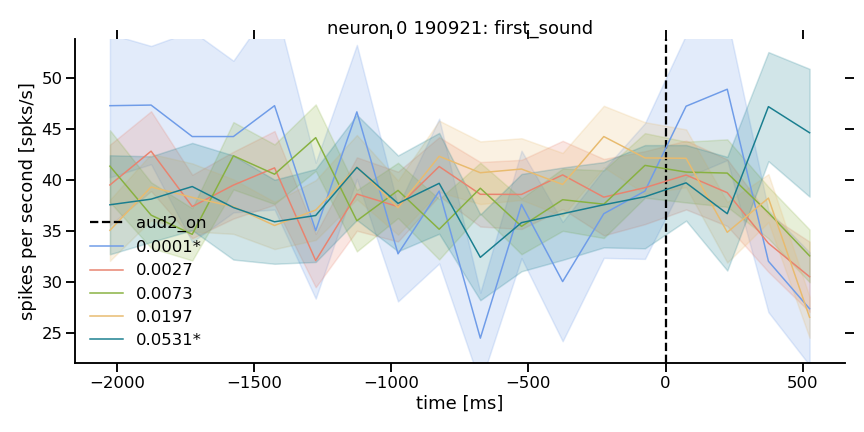 neuron 0 190921: first_sound
spikes per second [spks/s]
50
45
40
35
30
25
aud2_on
0.0001*
0.0027
0.0073
0.0197
0.0531*
−2000 −1500 −1000 −500 0 500
time [ms]